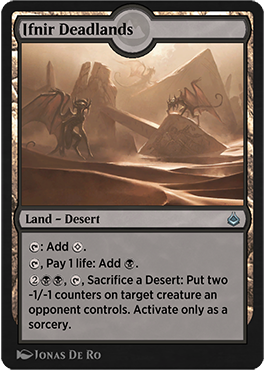 Ifnir Deadlands
Land – Desert
: Add .
, Pay 1 life: Add .
2, , Sacrifice a Desert: Put two
-1/-1 counters on target creature an
opponent controls. Activate only as a
sorcery.
Jonas De Ro